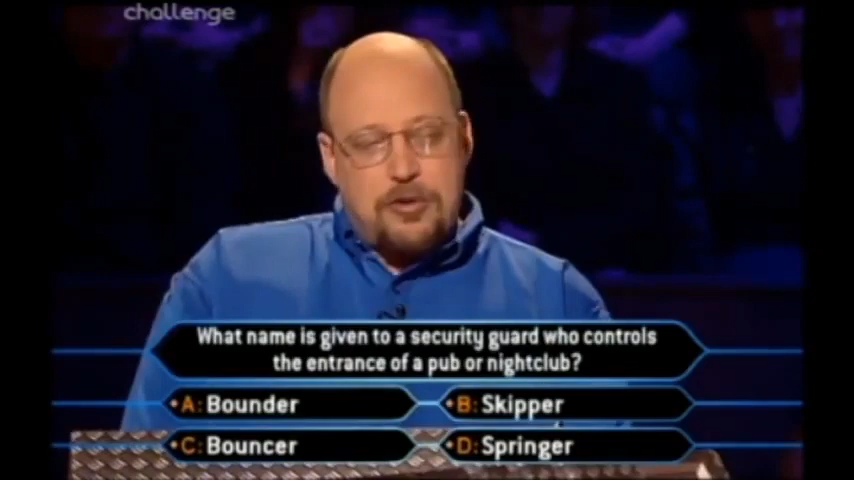 challenge
What name is given to a security guard who controls
the entrance of a pub or nightclub?
A: Bounder
B: Skipper
C: Bouncer
D: Springer